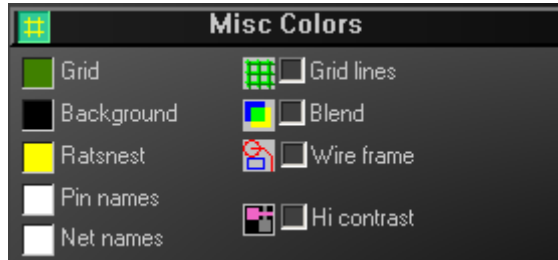 Misc Colors
Grid
Grid lines
Background
Blend
Ratsnest
Wire frame
Pin names
Hi contrast
Net names